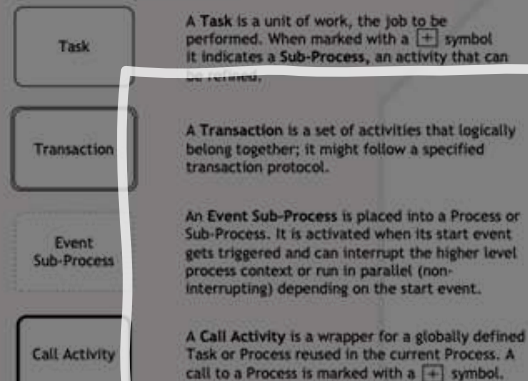 Task
A Task is a unit of work, the job to be
performed. When marked with a + symbol
it indicates a Sub-Process, an activity that can
be refined.
Transaction
A Transaction is a set of activities that logically
belong together; it might follow a specified
transaction protocol.
Event
Sub-Process
An Event Sub-Process is placed into a Process or
Sub-Process. It is activated when its start event
gets triggered and can interrupt the higher level
process context or run in parallel (non-
interrupting) depending on the start event.
Call Activity
A Call Activity is a wrapper for a globally defined
Task or Process reused in the current Process. A
call to a Process is marked with a + symbol.